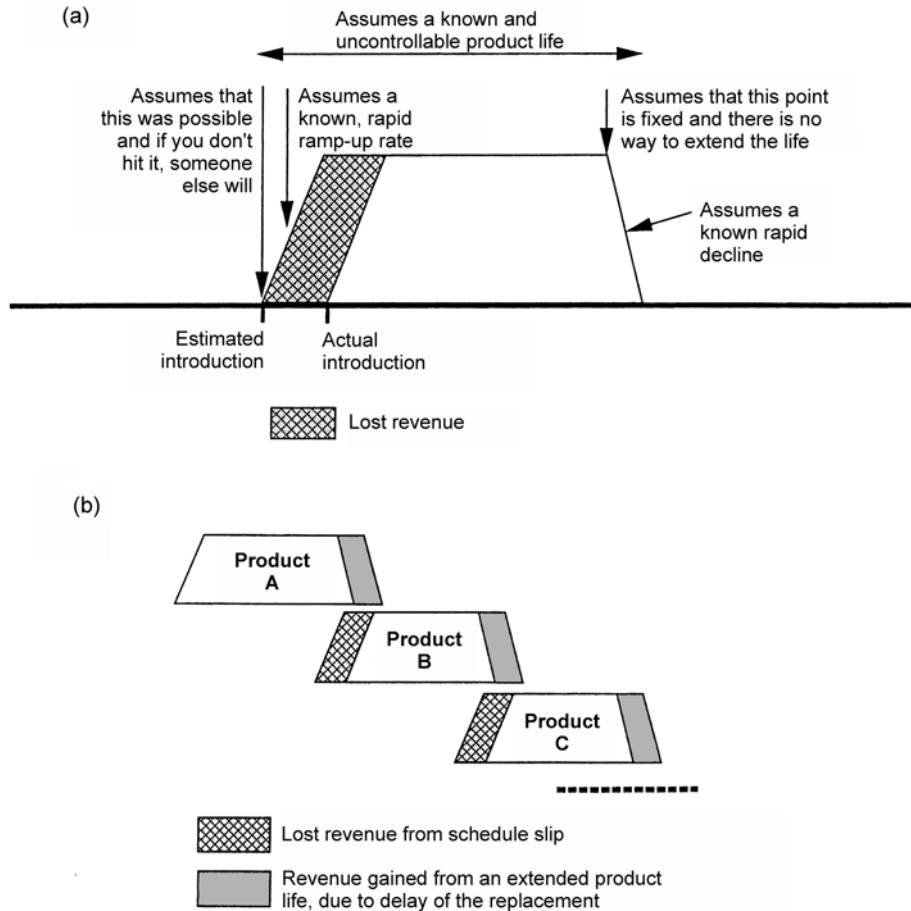 (a)
Assumes a known and
uncontrollable product life
Assumes that
this was possible
and if you don't
hit it, someone
else will
Assumes a
known, rapid
ramp-up rate
Assumes that this point
is fixed and there is no
way to extend the life
Assumes a
known rapid
decline
Estimated
introduction
Actual
introduction
Lost revenue
(b)
Product
A
Product
B
Product
C
Lost revenue from schedule slip
Revenue gained from an extended product
life, due to delay of the replacement